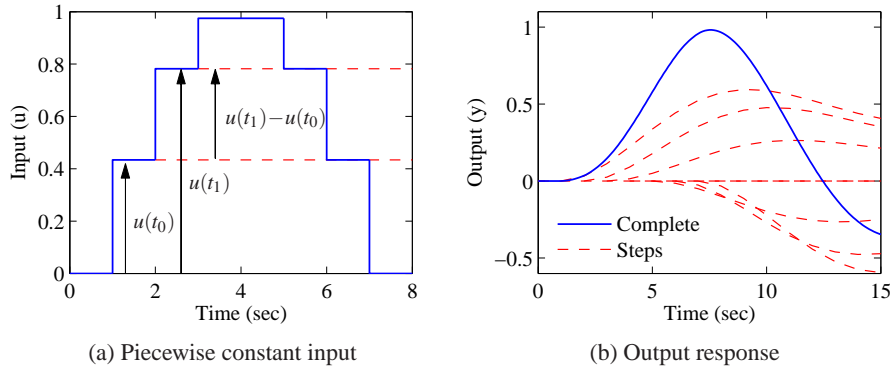 1
0.8
0.6
0.4
0.2
0
Input (u)
u(t₁)−u(t₀)
u(t₁)
u(t₀)
0 2 4 6 8
Time (sec)
(a) Piecewise constant input
1
0.5
0
−0.5
Output (y)
Complete
Steps
0 5 10 15
Time (sec)
(b) Output response